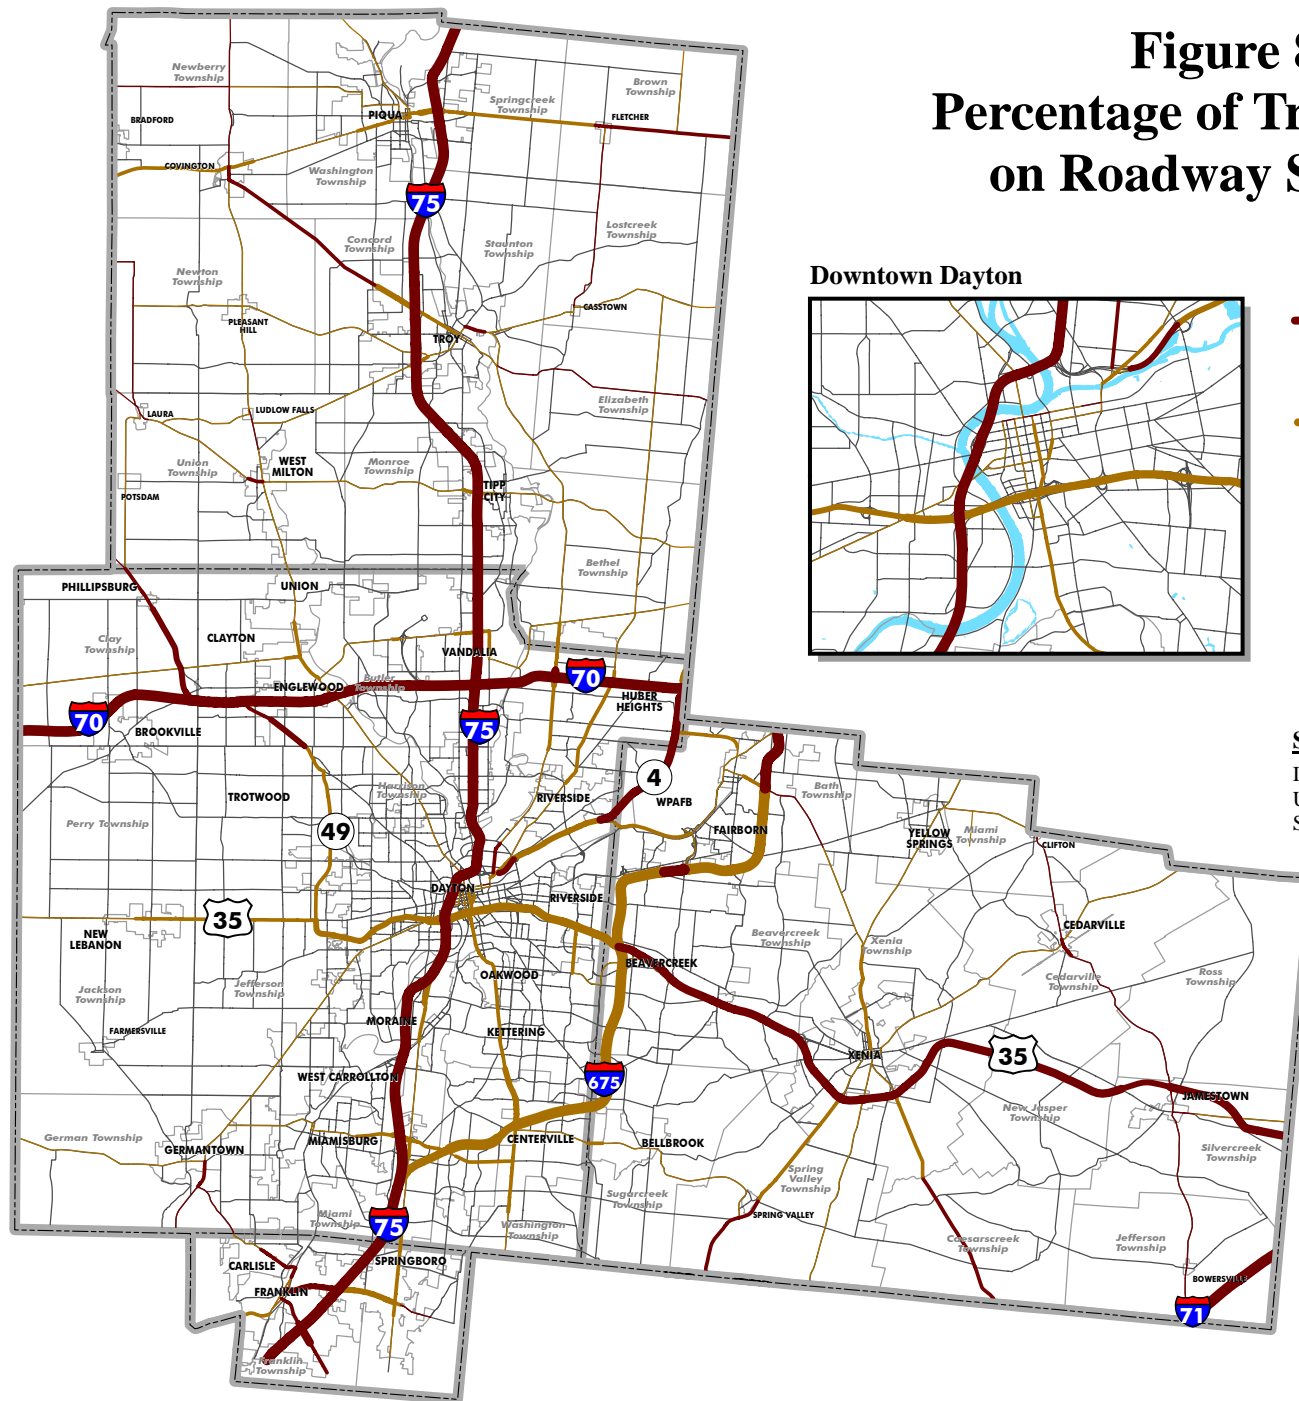 Figure 8
Percentage of Tr
on Roadway S
Downtown Dayton
Newberry
Township
Brown
Township
Springcreek
Township
BRADFORD
PIQUA
FLETCHER
COVINGTON
Washington
Township
75
Lostcreek
Township
Concord
Township
Staunton
Township
Newton
Township
CASSTOWN
PLEASANT
HILL
TROY
LAURA
LUDLOW FALLS
Elizabeth
Township
Union
Township
WEST
MILTON
Monroe
Township
TIPP
CITY
POTSDAM
Bethel
Township
PHILLIPSBURG
UNION
Clay
Township
CLAYTON
VANDALIA
ENGLEWOOD
Butler
Township
70
HUBER
HEIGHTS
70
75
BROOKVILLE
4
TROTWOOD
Harrison
Township
RIVERSIDE
WPAFB
Bath
Township
Perry Township
49
FAIRBORN
YELLOW
SPRINGS
Miami
Township
CLIFTON
DAYTON
RIVERSIDE
35
NEW
LEBANON
CEDARVILLE
Beavercreek
Township
Xenia
Township
BEAVERCREEK
OAKWOOD
Cedarville
Township
Ross
Township
Jackson
Township
Jefferson
Township
FARMERSVILLE
MORAINE
KETTERING
XENIA
35
WEST CARROLLTON
675
JAMESTOWN
New Jasper
Township
German Township
GERMANTOWN
MIAMISBURG
CENTERVILLE
BELLBROOK
Silvercreek
Township
Spring
Valley
Township
Sugarcreek
Township
SPRING VALLEY
Miami
Township
75
Washington
Township
Caesarscreek
Township
Jefferson
Township
CARLISLE
SPRINGBORO
FRANKLIN
BOWERSVILLE
71
Franklin
Township